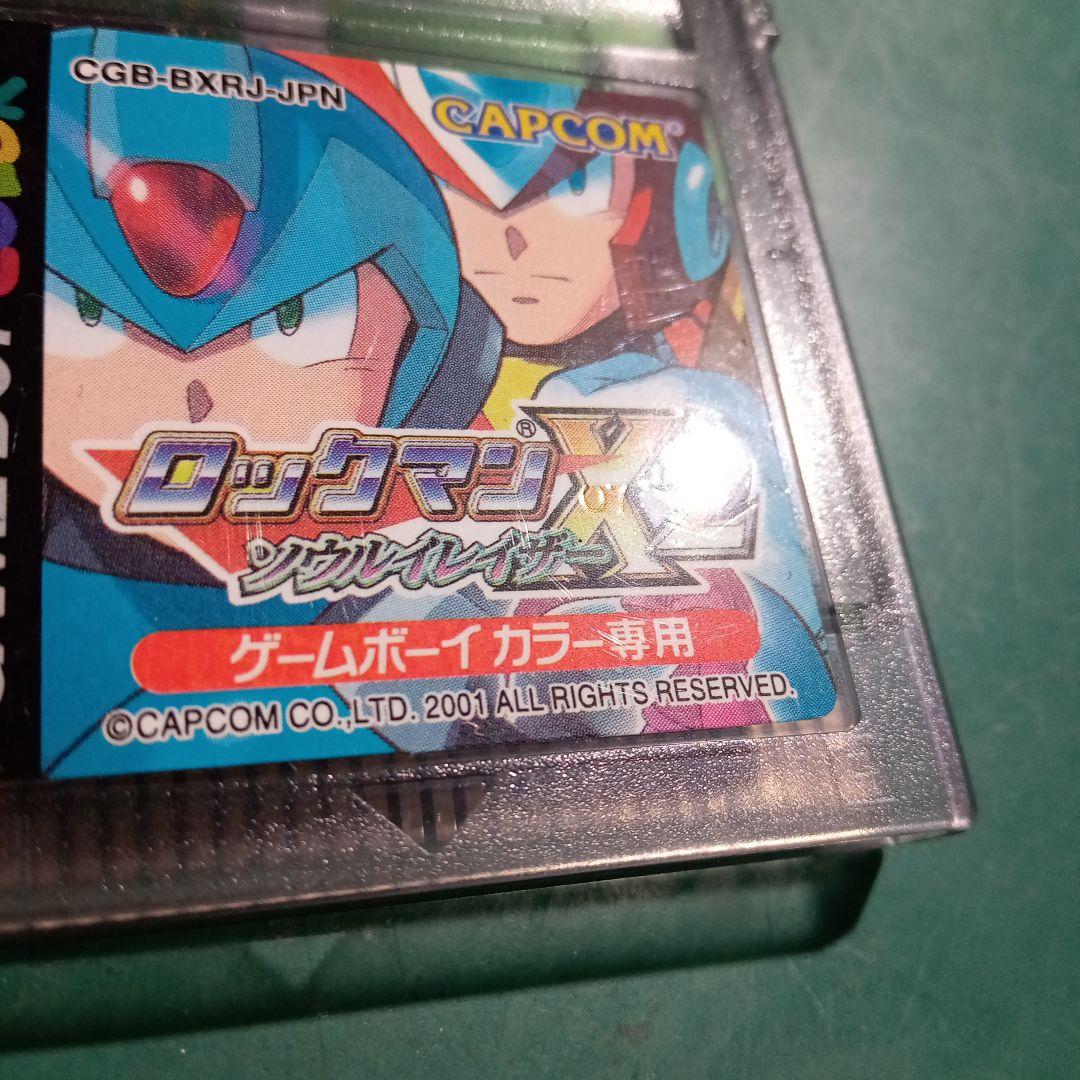 CGB-BXRJ-JPN
CAPCOM®
ロックマン®X2
ソウルイレイザー
ゲームボーイ カラー専用
©CAPCOM CO.,LTD. 2001 ALL RIGHTS RESERVED.